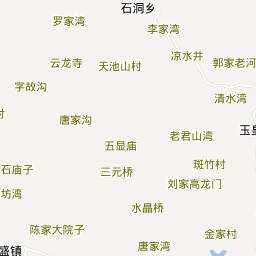 石洞乡
罗家湾
李家湾
凉水井
云龙寺
天池山村
郭家老河
字故沟
清水湾
村
唐家沟
玉皇
老君山湾
五显庙
斑竹村
石庙子
三元桥
刘家高龙门
坊湾
水晶桥
陈家大院子
金家村
盛镇
唐家湾